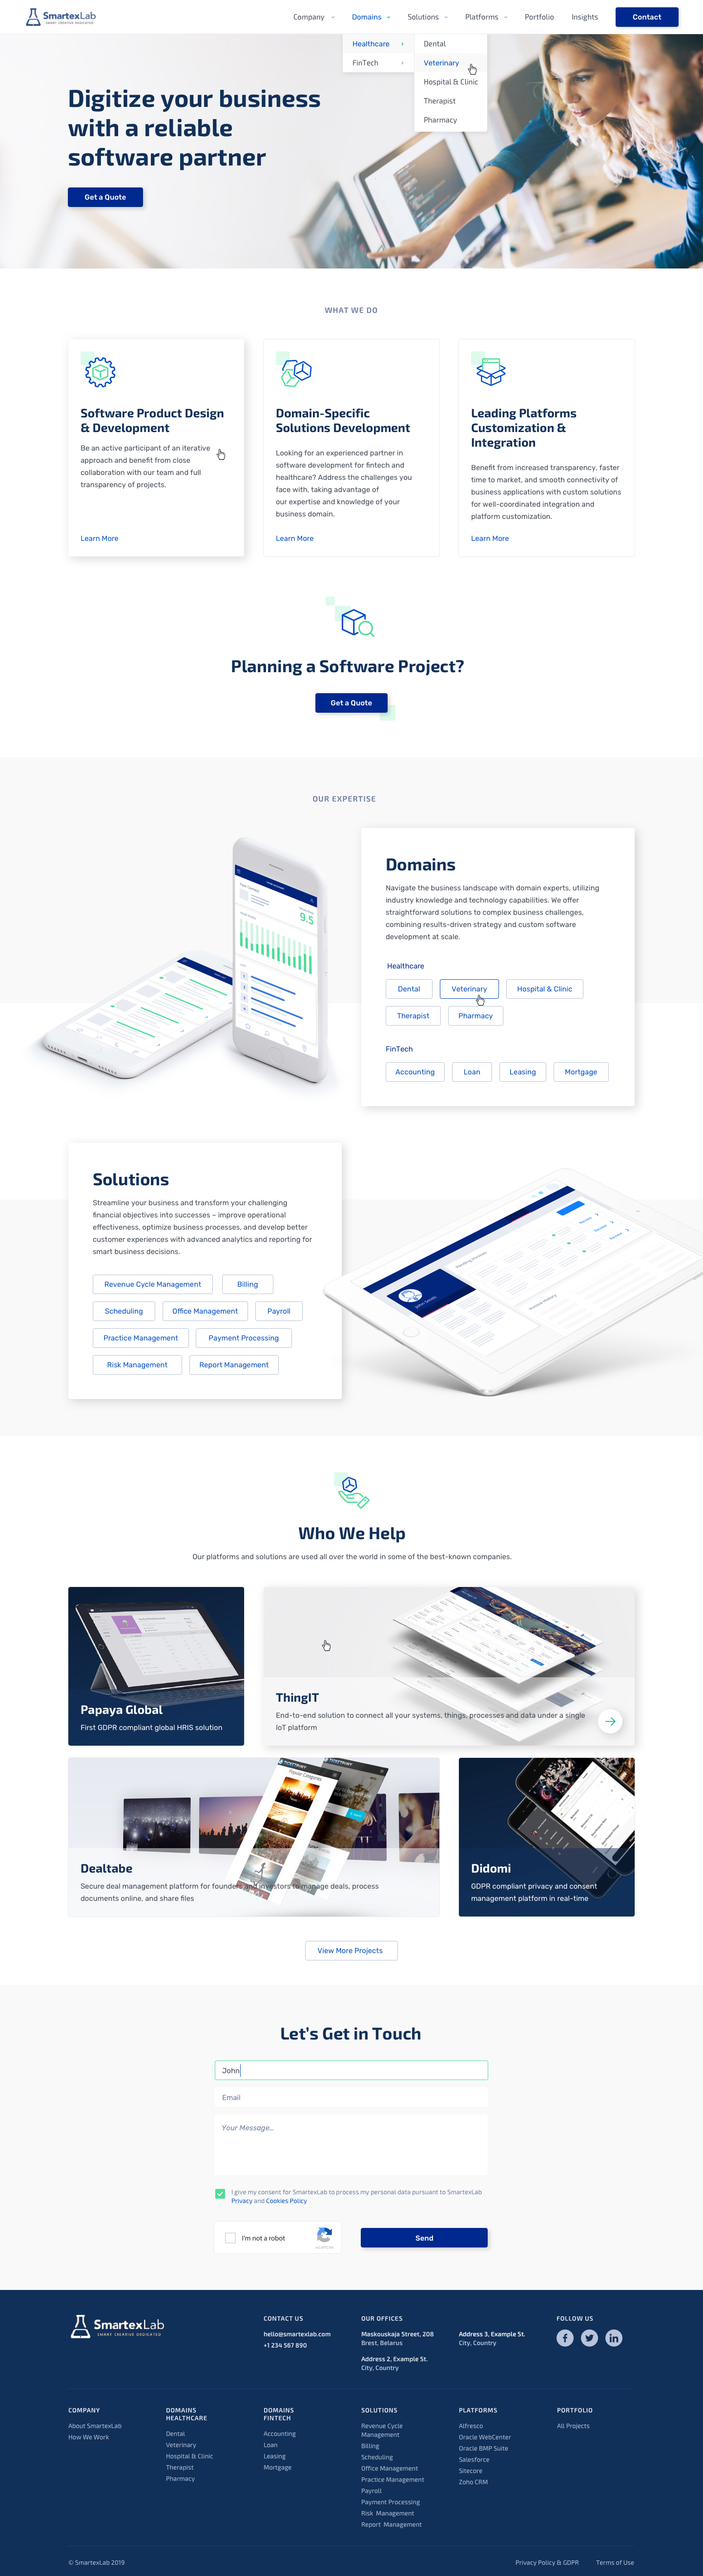 SmartexLab
SMART CREATIVE DEDICATED
Company Domains Solutions Platforms Portfolio Insights Contact
Healthcare
FinTech
Dental
Veterinary
Hospital & Clinic
Therapist
Pharmacy
Digitize your business
with a reliable
software partner
Get a Quote
WHAT WE DO
Software Product Design
& Development
Be an active participant of an iterative
approach and benefit from close
collaboration with our team and full
transparency of projects.
Learn More
Domain-Specific
Solutions Development
Looking for an experienced partner in
software development for fintech and
healthcare? Address the challenges you
face with, taking advantage of
our expertise and knowledge of your
business domain.
Learn More
Leading Platforms
Customization &
Integration
Benefit from increased transparency, faster
time to market, and smooth connectivity of
business applications with custom solutions
for well-coordinated integration and
platform customization.
Learn More
Planning a Software Project?
Get a Quote
OUR EXPERTISE
9.5
Domains
Navigate the business landscape with domain experts, utilizing
industry knowledge and technology capabilities. We offer
straightforward solutions to complex business challenges,
combining results-driven strategy and custom software
development at scale.
Healthcare
Dental Veterinary Hospital & Clinic
Therapist Pharmacy
FinTech
Accounting Loan Leasing Mortgage
Solutions
Streamline your business and transform your challenging
financial objectives into successes – improve operational
effectiveness, optimize business processes, and develop better
customer experiences with advanced analytics and reporting for
smart business decisions.
Revenue Cycle Management Billing
Scheduling Office Management Payroll
Practice Management Payment Processing
Risk Management Report Management
Who We Help
Our platforms and solutions are used all over the world in some of the best-known companies.
Papaya Global
First GDPR compliant global HRIS solution
ThingIT
End-to-end solution to connect all your systems, things, processes and data under a single
IoT platform
Popular Categories
Dealtabe
Secure deal management platform for founders and investors to manage deals, process
documents online, and share files
Didomi
GDPR compliant privacy and consent
management platform in real-time
View More Projects
Let's Get in Touch
John
Email
Your Message...
I give my consent for SmartexLab to process my personal data pursuant to SmartexLab
Privacy and Cookies Policy
I'm not a robot
reCAPTCHA
Send
SmartexLab
SMART CREATIVE DEDICATED
CONTACT US
hello@smartexlab.com
+1 234 567 890
OUR OFFICES
Maskouskaja Street, 208
Brest, Belarus
Address 2, Example St.
City, Country
Address 3, Example St.
City, Country
FOLLOW US
COMPANY
About SmartexLab
How We Work
DOMAINS
HEALTHCARE
Dental
Veterinary
Hospital & Clinic
Therapist
Pharmacy
DOMAINS
FINTECH
Accounting
Loan
Leasing
Mortgage
SOLUTIONS
Revenue Cycle
Management
Billing
Scheduling
Office Management
Practice Management
Payroll
Payment Processing
Risk Management
Report Management
PLATFORMS
Alfresco
Oracle WebCenter
Oracle BMP Suite
Salesforce
Sitecore
Zoho CRM
PORTFOLIO
All Projects
© SmartexLab 2019
Privacy Policy & GDPR Terms of Use